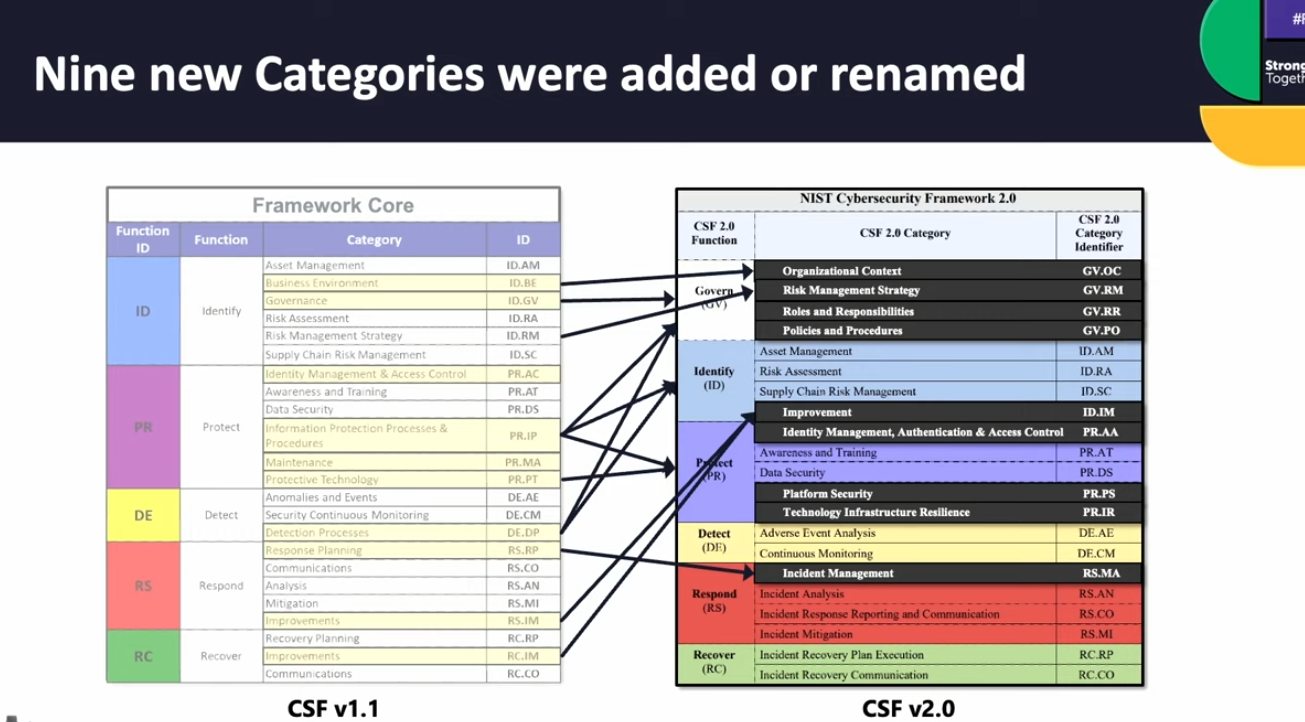 #
Strong
Togeth
Nine new Categories were added or renamed
Framework Core
Function ID Function Category ID
ID Identify
Asset Management ID.AM
Business Environment ID.BE
Governance ID.GV
Risk Assessment ID.RA
Risk Management Strategy ID.RM
Supply Chain Risk Management ID.SC
PR Protect
Identity Management & Access Control PR.AC
Awareness and Training PR.AT
Data Security PR.DS
Information Protection Processes &
Procedures PR.IP
Maintenance PR.MA
Protective Technology PR.PT
DE Detect
Anomalies and Events DE.AE
Security Continuous Monitoring DE.CM
Detection Processes DE.DP
RS Respond
Response Planning RS.RP
Communications RS.CO
Analysis RS.AN
Mitigation RS.MI
Improvements RS.IM
RC Recover
Recovery Planning RC.RP
Improvements RC.IM
Communications RC.CO
CSF v1.1
NIST Cybersecurity Framework 2.0
CSF 2.0 Function CSF 2.0 Category CSF 2.0 Category Identifier
Govern
(GV)
Organizational Context GV.OC
Risk Management Strategy GV.RM
Roles and Responsibilities GV.RR
Policies and Procedures GV.PO
Identify
(ID)
Asset Management ID.AM
Risk Assessment ID.RA
Supply Chain Risk Management ID.SC
Improvement ID.IM
Protect
(PR)
Identity Management, Authentication & Access Control PR.AA
Awareness and Training PR.AT
Data Security PR.DS
Platform Security PR.PS
Technology Infrastructure Resilience PR.IR
Detect
(DE)
Adverse Event Analysis DE.AE
Continuous Monitoring DE.CM
Respond
(RS)
Incident Management RS.MA
Incident Analysis RS.AN
Incident Response Reporting and Communication RS.CO
Incident Mitigation RS.MI
Recover
(RC)
Incident Recovery Plan Execution RC.RP
Incident Recovery Communication RC.CO
CSF v2.0